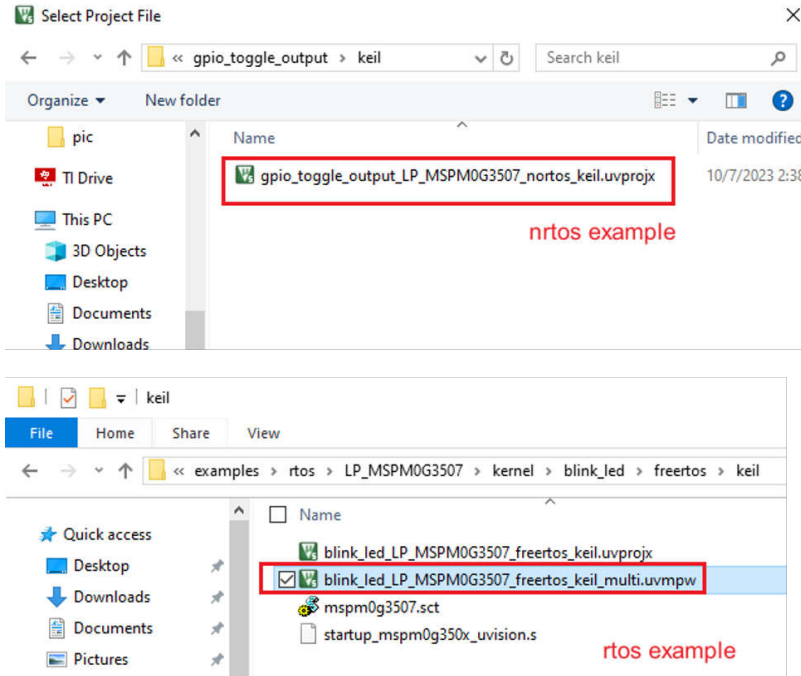 Select Project File
« gpio_toggle_output › keil
Search keil
Organize
New folder
pic
Name
Date modified
TI Drive
gpio_toggle_output_LP_MSPM0G3507_nortos_keil.uvprojx
10/7/2023 2:38
This PC
nrtos example
3D Objects
Desktop
Documents
Downloads
keil
File
Home
Share
View
« examples › rtos › LP_MSPM0G3507 › kernel › blink_led › freertos › keil
Name
Quick access
Desktop
blink_led_LP_MSPM0G3507_freertos_keil.uvprojx
Downloads
blink_led_LP_MSPM0G3507_freertos_keil_multi.uvmpw
mspm0g3507.sct
Documents
startup_mspm0g350x_uvision.s
Pictures
rtos example